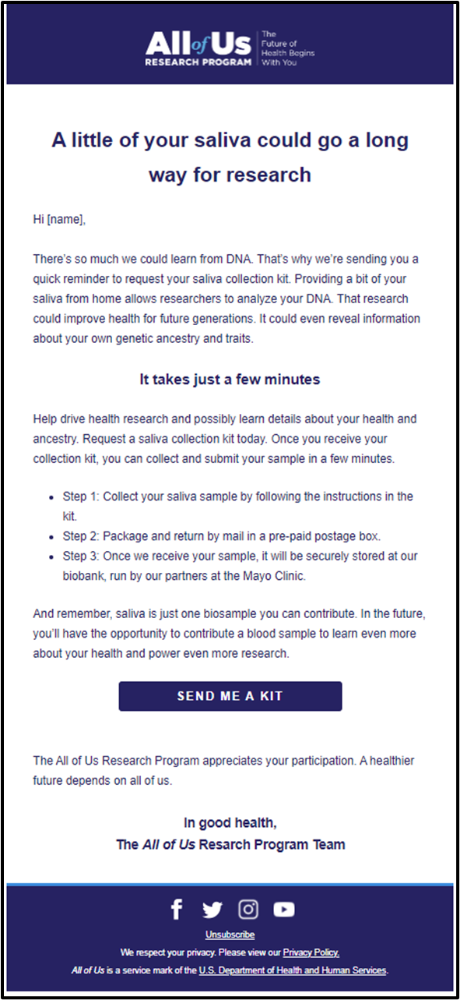 All of Us
RESEARCH PROGRAM
The
Future of
Health Begins
With You
A little of your saliva could go a long
way for research
Hi [name],
There's so much we could learn from DNA. That's why we're sending you a
quick reminder to request your saliva collection kit. Providing a bit of your
saliva from home allows researchers to analyze your DNA. That research
could improve health for future generations. It could even reveal information
about your own genetic ancestry and traits.
It takes just a few minutes
Help drive health research and possibly learn details about your health and
ancestry. Request a saliva collection kit today. Once you receive your
collection kit, you can collect and submit your sample in a few minutes.
• Step 1: Collect your saliva sample by following the instructions in the
kit.
• Step 2: Package and return by mail in a pre-paid postage box.
• Step 3: Once we receive your sample, it will be securely stored at our
biobank, run by our partners at the Mayo Clinic.
And remember, saliva is just one biosample you can contribute. In the future,
you'll have the opportunity to contribute a blood sample to learn even more
about your health and power even more research.
SEND ME A KIT
The All of Us Research Program appreciates your participation. A healthier
future depends on all of us.
In good health,
The All of Us Resarch Program Team
Unsubscribe
We respect your privacy. Please view our Privacy Policy.
All of Us is a service mark of the U.S. Department of Health and Human Services.